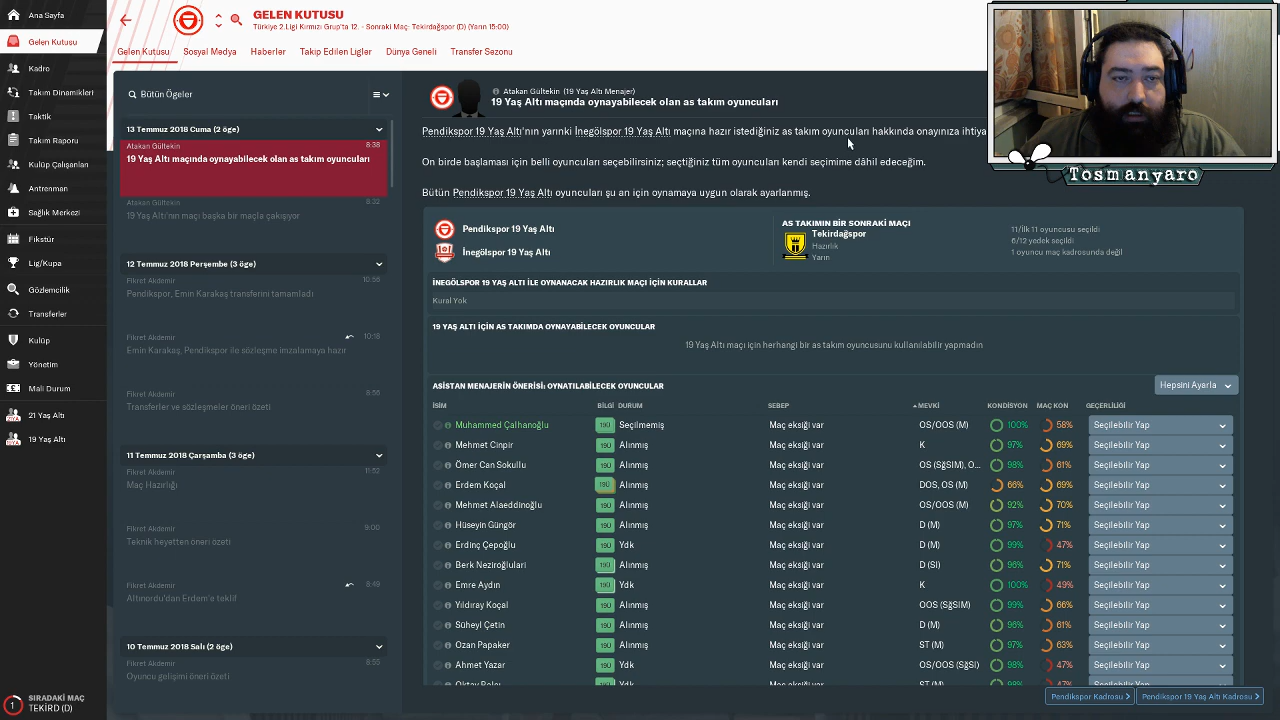 Ana Sayfa
Gelen Kutusu
Kadro
Takım Dinamikleri
Taktik
Takım Raporu
Kulüp Çalışanları
Antrenman
Sağlık Merkezi
Fikstür
Lig/Kupa
Gözlemcilik
Transferler
Kulüp
Yönetim
Mali Durum
21 Yaş Altı
19 Yaş Altı
1
SIRADAKİ MAÇ
TEKİRD (D)
GELEN KUTUSU
Türkiye 2.Ligi Kırmızı Grup'ta 12. - Sonraki Maç- Tekirdağspor (D) (Yarın 15:00)
Gelen Kutusu Sosyal Medya Haberler Takip Edilen Ligler Dünya Geneli Transfer Sezonu
Bütün Ögeler
13 Temmuz 2018 Cuma (2 öge)
Atakan Gültekin 8:38
19 Yaş Altı maçında oynayabilecek olan as takım oyuncuları
Atakan Gültekin 8:32
19 Yaş Altı'nın maçı başka bir maçla çakışıyor
12 Temmuz 2018 Perşembe (3 öge)
Fikret Akdemir 10:56
Pendikspor, Emin Karakaş transferini tamamladı
Fikret Akdemir 10:18
Emin Karakaş, Pendikspor ile sözleşme imzalamaya hazır
Fikret Akdemir 8:56
Transferler ve sözleşmeler öneri özeti
11 Temmuz 2018 Çarşamba (3 öge)
Fikret Akdemir 11:52
Maç Hazırlığı
Fikret Akdemir 9:00
Teknik heyetten öneri özeti
Fikret Akdemir 8:49
Altınordu'dan Erdem'e teklif
10 Temmuz 2018 Salı (2 öge)
Fikret Akdemir 8:55
Oyuncu gelişimi öneri özeti
Atakan Gültekin (19 Yaş Altı Menajer)
19 Yaş Altı maçında oynayabilecek olan as takım oyuncuları
Pendikspor 19 Yaş Altı'nın yarınki İnegölspor 19 Yaş Altı maçına hazır istediğiniz as takım oyuncuları hakkında onayınıza
On birde başlaması için belli oyuncuları seçebilirsiniz; seçtiğiniz tüm oyuncuları kendi seçimime dâhil edeceğim.
Bütün Pendikspor 19 Yaş Altı oyuncuları şu an için oynamaya uygun olarak ayarlanmış.
Pendikspor 19 Yaş Altı
İnegölspor 19 Yaş Altı
AS TAKIMIN BİR SONRAKİ MAÇI
Tekirdağspor
Hazırlık
Yarın
11/İlk 11 oyuncusu seçildi
6/12 yedek seçildi
1 oyuncu maç kadrosunda değil
İNEGÖLSPOR 19 YAŞ ALTI İLE OYNANACAK HAZIRLIK MAÇI İÇİN KURALLAR
Kural Yok
19 YAŞ ALTI İÇİN AS TAKIMDA OYNAYABİLECEK OYUNCULAR
19 Yaş Altı maçı için herhangi bir as takım oyuncusunu kullanılabilir yapmadın
ASİSTAN MENAJERİN ÖNERİSİ: OYNATILABİLECEK OYUNCULAR
Hepsini Ayarla
İSİM BİLGİ DURUM SEBEP MEVKİ KONDİSYON MAÇ KON GEÇERLİLİĞİ
Muhammed Çalhanoğlu 19Ü Seçilmemiş Maç eksiği var OS/OOS (M) 100% 58% Seçilebilir Yap
Mehmet Cinpir 19Ü Alınmış Maç eksiği var K 97% 69% Seçilebilir Yap
Ömer Can Sokullu 19Ü Alınmış Maç eksiği var OS (SğSlM), O... 98% 61% Seçilebilir Yap
Erdem Koçal 19Ü Alınmış Maç eksiği var DOS, OS (M) 66% 69% Seçilebilir Yap
Mehmet Alaeddinoğlu 19Ü Alınmış Maç eksiği var OS/OOS (M) 92% 70% Seçilebilir Yap
Hüseyin Güngör 19Ü Alınmış Maç eksiği var D (M) 97% 71% Seçilebilir Yap
Erdinç Çepoğlu 19Ü Ydk Maç eksiği var D (M) 99% 47% Seçilebilir Yap
Berk Neziroğlulari 19Ü Alınmış Maç eksiği var D (Sl) 96% 71% Seçilebilir Yap
Emre Aydın 19Ü Ydk Maç eksiği var K 100% 49% Seçilebilir Yap
Yıldıray Koçal 19Ü Alınmış Maç eksiği var OOS (SğSlM) 99% 66% Seçilebilir Yap
Süheyl Çetin 19Ü Alınmış Maç eksiği var D (M) 96% 61% Seçilebilir Yap
Ozan Papaker 19Ü Alınmış Maç eksiği var ST (M) 97% 63% Seçilebilir Yap
Ahmet Yazar 19Ü Ydk Maç eksiği var OS/OOS (SğSl) 98% 47% Seçilebilir Yap
Pendikspor Kadrosu
Pendikspor 19 Yaş Altı Kadrosu
Tosmanyaro